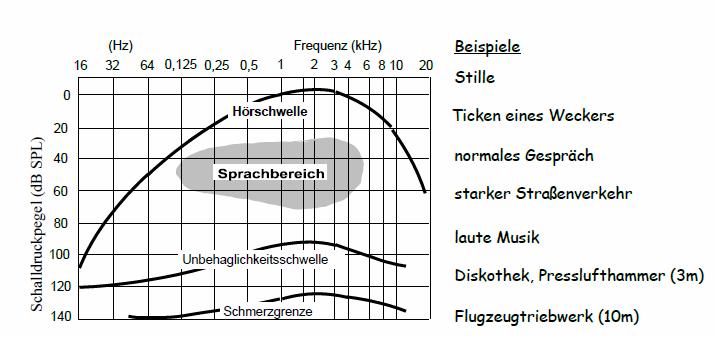 (Hz) Frequenz (kHz) Beispiele
16 32 64 0,125 0,25 0,5 1 2 3 4 6 8 10 20
Stille
0
Hörschwelle
Ticken eines Weckers
20
normales Gespräch
40
Sprachbereich
60
starker Straßenverkehr
80
laute Musik
100
Unbehaglichkeitsschwelle
Diskothek, Presslufthammer (3m)
120
Schmerzgrenze
140
Flugzeugtriebwerk (10m)
Schalldruckpegel (dB SPL)